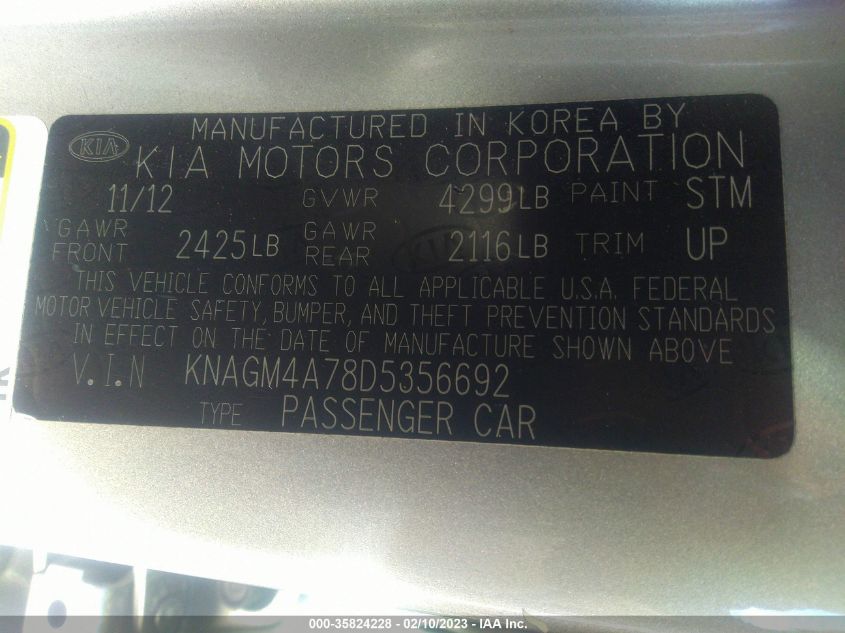 MANUFACTURED IN KOREA BY
KIA KIA MOTORS CORPORATION
11/12 GVWR 4299LB PAINT STM
GAWR FRONT 2425LB GAWR REAR 2116LB TRIM UP
THIS VEHICLE CONFORMS TO ALL APPLICABLE U.S.A. FEDERAL
MOTOR VEHICLE SAFETY, BUMPER, AND THEFT PREVENTION STANDARDS
IN EFFECT ON THE DATE OF MANUFACTURE SHOWN ABOVE
V.I.N KNAGM4A78D5356692
TYPE PASSENGER CAR
000-35824228 - 02/10/2023 - IAA Inc.